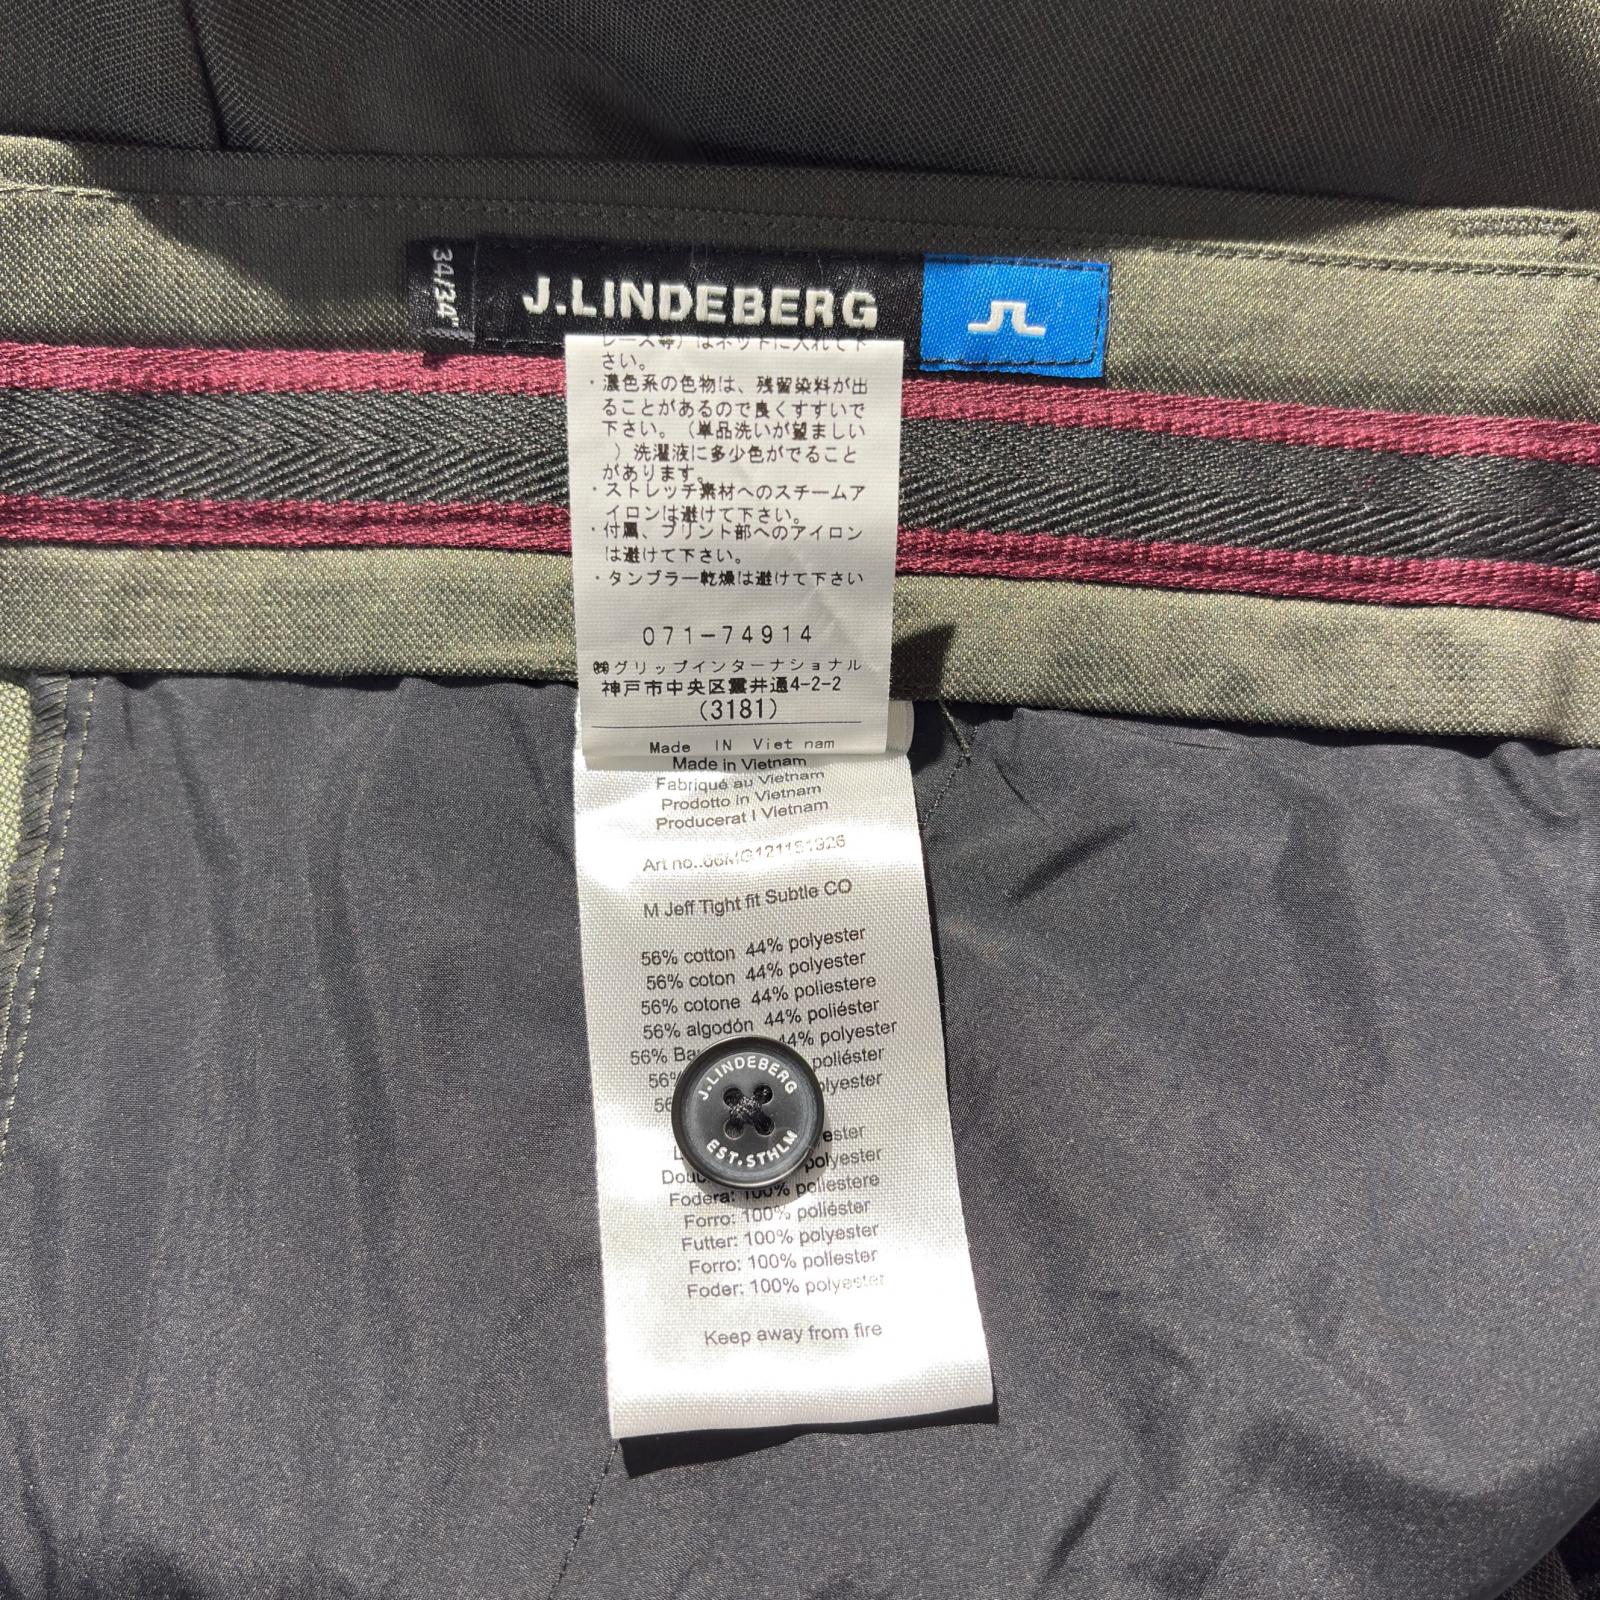 34/34"
J.LINDEBERG
さい。
・濃色系の色物は、残留染料が出
ることがあるので良くすすいで
下さい。(単品洗いが望ましい
)洗濯液に多少色がでること
があります。
・ストレッチ素材へのスチームア
イロンは避けて下さい。
・付属、プリント部へのアイロン
は避けて下さい。
・タンブラー乾燥は避けて下さい
071-74914
㈱グリップインターナショナル
神戸市中央区雲井通4-2-2
(3181)
Made IN Viet nam
Made in Vietnam
Fabriqué au Vietnam
Prodotto in Vietnam
Producerat I Vietnam
Art no.:
M Jeff Tight fit Subtle CO
56% cotton 44% polyester
56% coton 44% polyester
56% cotone 44% poliestere
56% algodón 44% poliéster
56% 44% polyester
poliéster
J.LINDEBERG
EST.STHLM
polyester
Fodera: 100% poliestere
Forro: 100% poliéster
Futter: 100% polyester
Forro: 100% poliester
Foder: 100% polyester
Keep away from fire